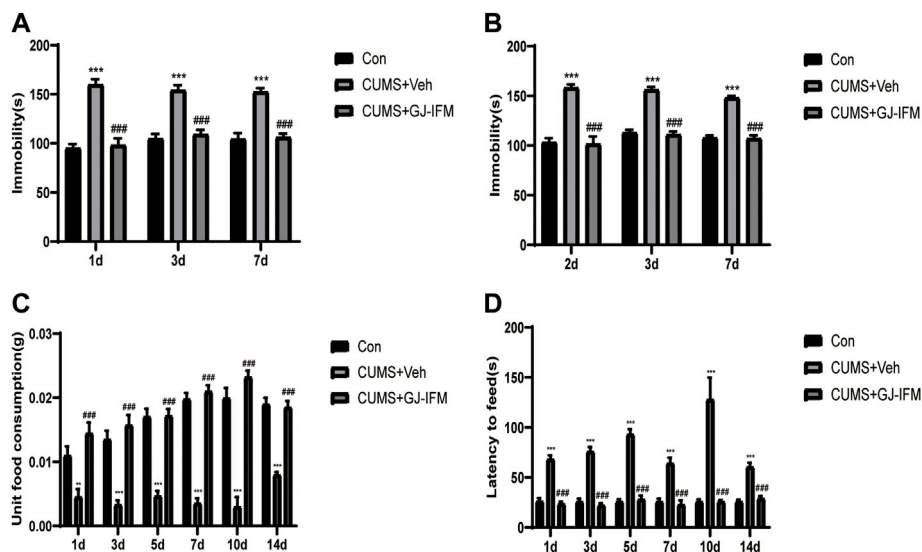 A
200
150
100
50
0
Immobility(s)
*** *** ***
### ### ###
1d 3d 7d
Con
CUMS+Veh
CUMS+GJ-IFM
B
200
150
100
50
0
Immobility(s)
*** *** ***
### ### ###
2d 3d 7d
Con
CUMS+Veh
CUMS+GJ-IFM
C
0.03
0.02
0.01
0.00
Unit food consumption(g)
### ### ### ### ### ###
** *** *** *** *** ***
1d 3d 5d 7d 10d 14d
Con
CUMS+Veh
CUMS+GJ-IFM
D
200
150
100
50
0
Latency to feed(s)
*** *** *** *** *** ***
### ### ### ### ### ###
1d 3d 5d 7d 10d 14d
Con
CUMS+Veh
CUMS+GJ-IFM